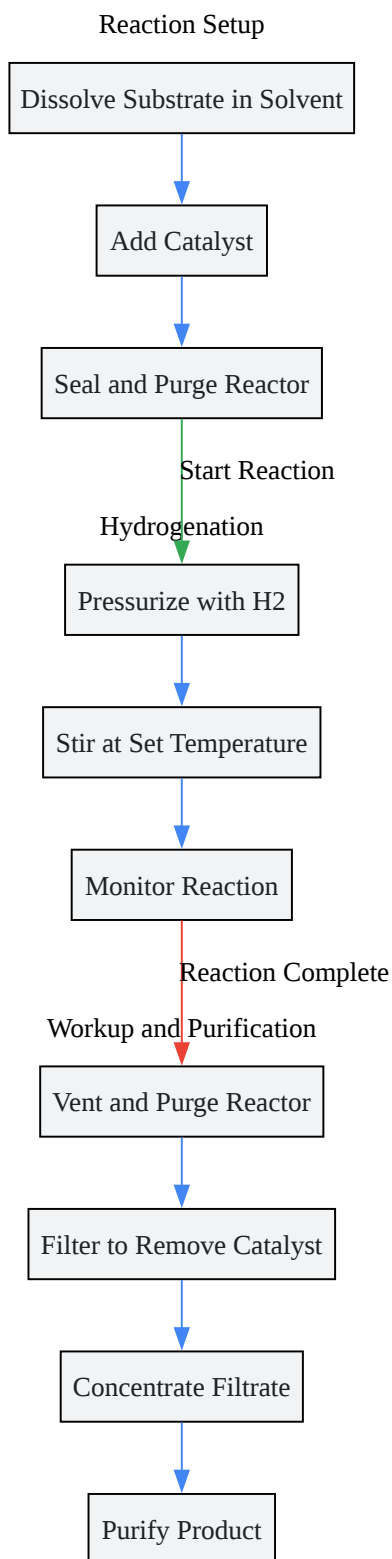 Reaction Setup
Dissolve Substrate in Solvent
Add Catalyst
Seal and Purge Reactor
Start Reaction
Hydrogenation
Pressurize with H2
Stir at Set Temperature
Monitor Reaction
Reaction Complete
Workup and Purification
Vent and Purge Reactor
Filter to Remove Catalyst
Concentrate Filtrate
Purify Product